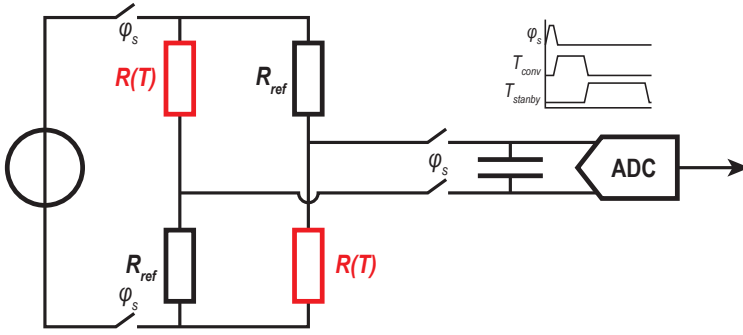 φs
R(T)
Rref
φs
Tconv
Tstanby
φs
ADC
Rref
R(T)
φs